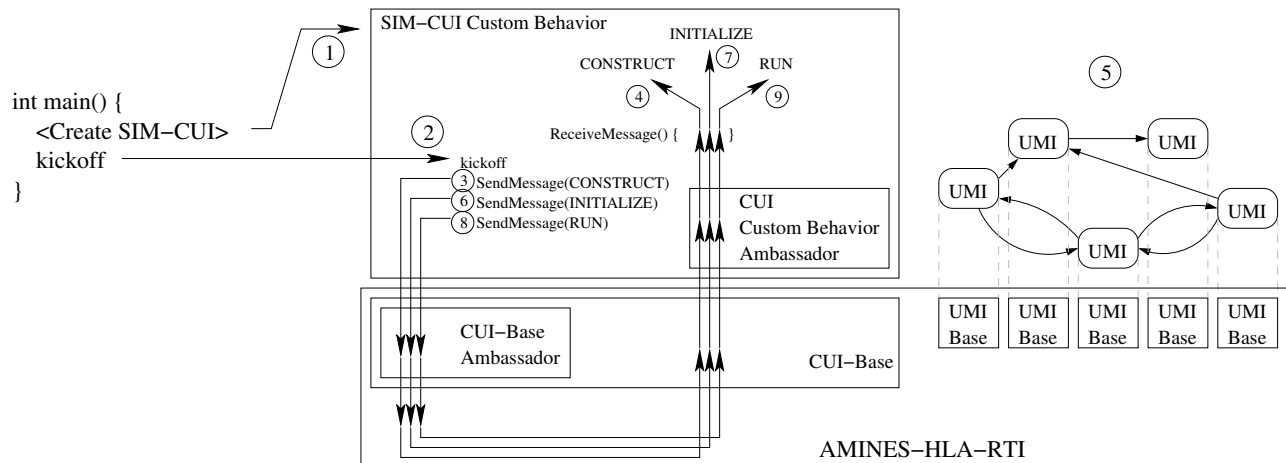 SIM−CUI Custom Behavior
1
INITIALIZE
7
CONSTRUCT
RUN
4
9
5
int main() {
<Create SIM−CUI>
kickoff
}
2
ReceiveMessage() { }
kickoff
3 SendMessage(CONSTRUCT)
6 SendMessage(INITIALIZE)
8 SendMessage(RUN)
CUI
Custom Behavior
Ambassador
UMI
UMI
UMI
UMI
UMI
CUI−Base
Ambassador
CUI−Base
UMI
Base
UMI
Base
UMI
Base
UMI
Base
UMI
Base
AMINES−HLA−RTI